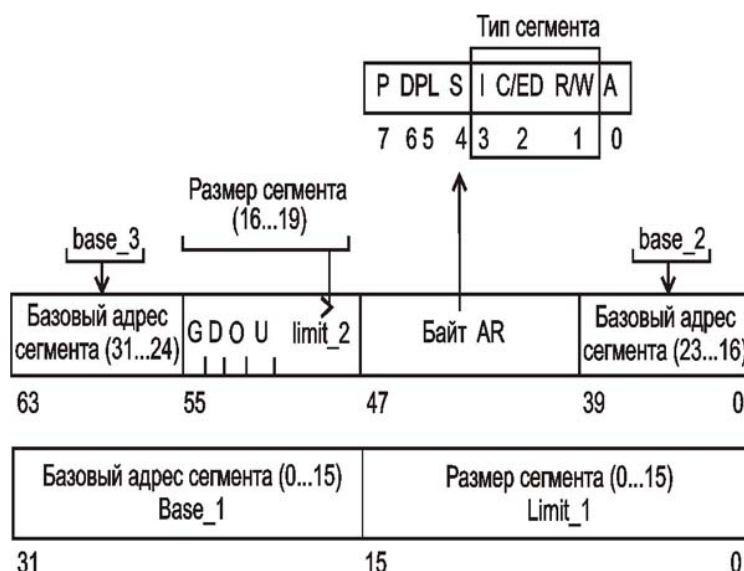 Тип сегмента
P DPL S I C/ED R/W A
7 6 5 4 3 2 1 0
Размер сегмента
(16...19)
base_3
base_2
Базовый адрес
сегмента (31...24)
G D O U limit_2
Байт AR
Базовый адрес
сегмента (23...16)
63 55 47 39 0
Базовый адрес сегмента (0...15)
Base_1
Размер сегмента (0...15)
Limit_1
31 15 0